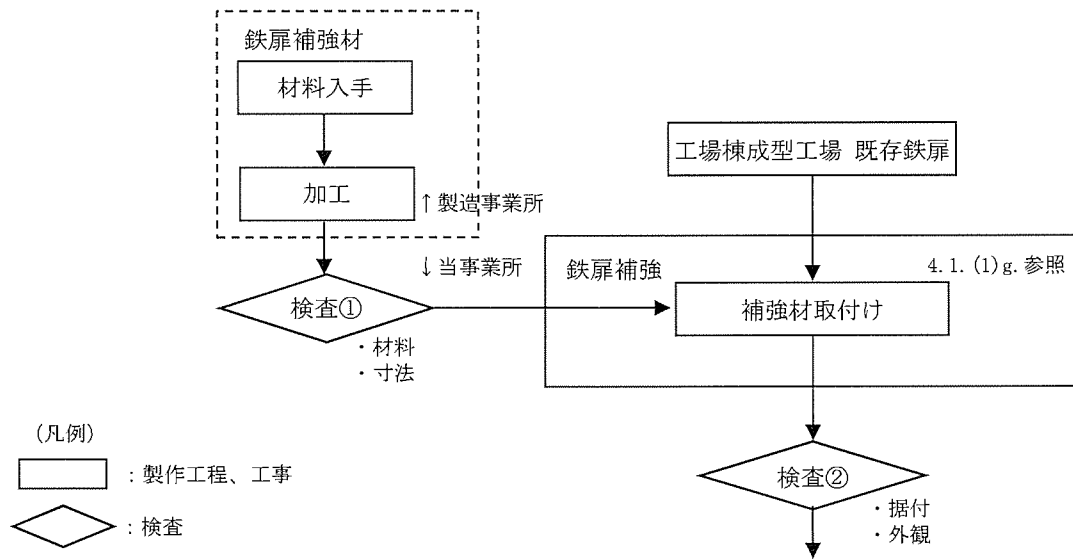 鉄扉補強材
材料入手
加工
↑製造事業所
↓当事業所
検査①
・材料
・寸法
工場棟成型工場 既存鉄扉
鉄扉補強
4.1.(1)g.参照
補強材取付け
検査②
・据付
・外観
(凡例)
：製作工程、工事
：検査